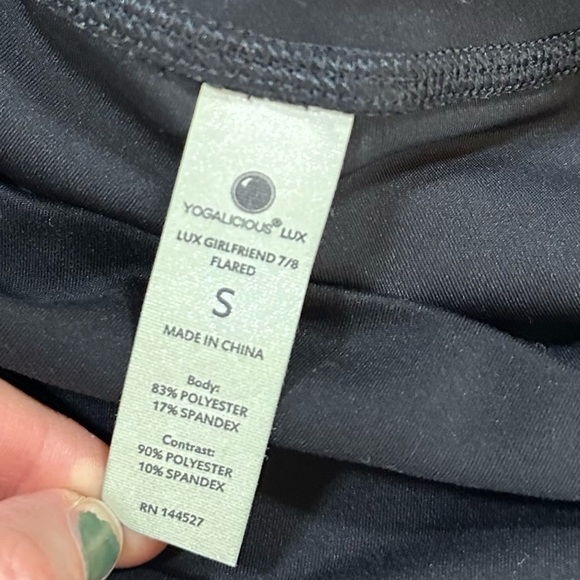 YOGALICIOUS® LUX
LUX GIRLFRIEND 7/8
FLARED
S
MADE IN CHINA
Body:
83% POLYESTER
17% SPANDEX
Contrast:
90% POLYESTER
10% SPANDEX
RN 144527